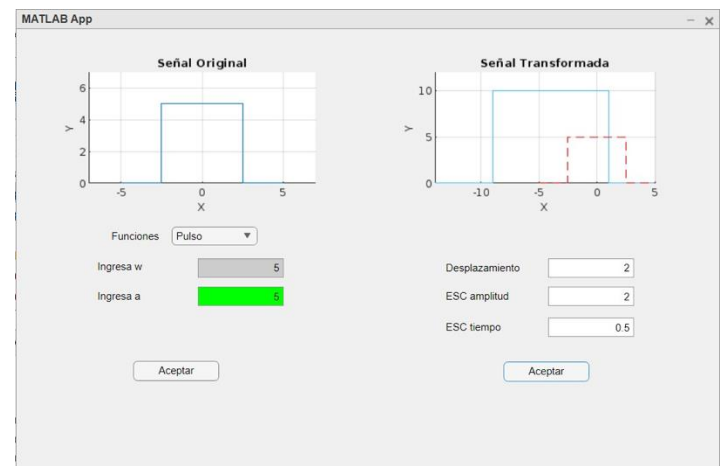 MATLAB App
Señal Original
6
4
2
0
Y
-5
0
5
X
Señal Transformada
10
5
0
Y
-10
-5
0
5
X
Funciones
Pulso
Ingresa w
5
Ingresa a
5
Aceptar
Desplazamiento
2
ESC amplitud
2
ESC tiempo
0.5
Aceptar